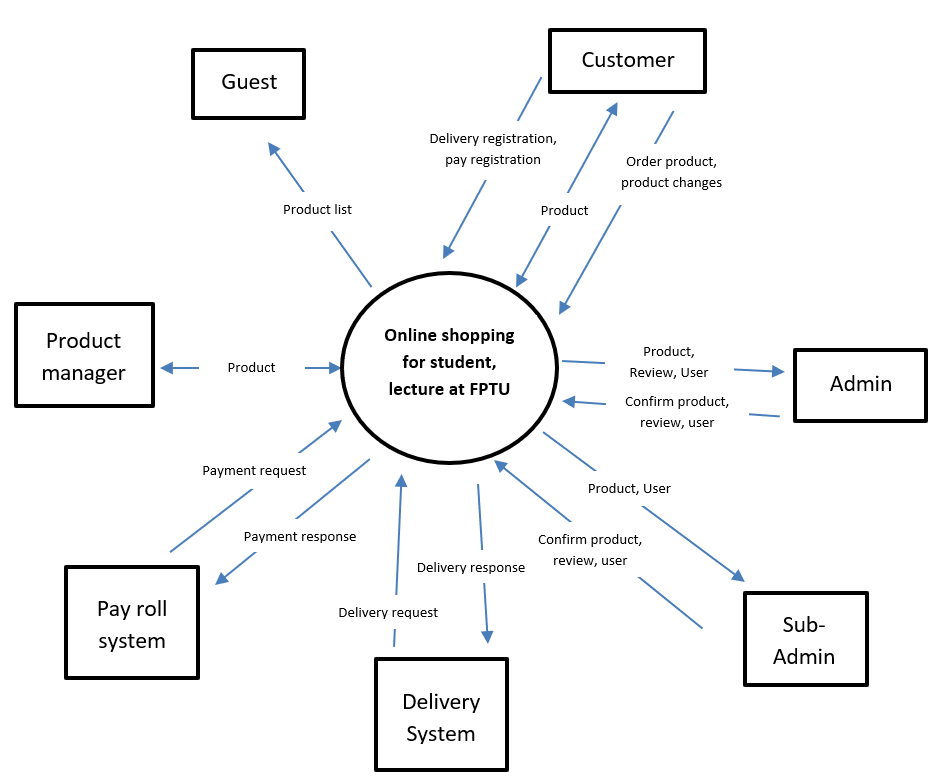 Guest
Customer
Delivery registration,
pay registration
Order product,
product changes
Product list
Product
Online shopping
for student,
lecture at FPTU
Product
manager
Product
Product,
Review, User
Admin
Confirm product,
review, user
Payment request
Product, User
Payment response
Confirm product,
review, user
Delivery response
Pay roll
system
Delivery request
Sub-
Admin
Delivery
System